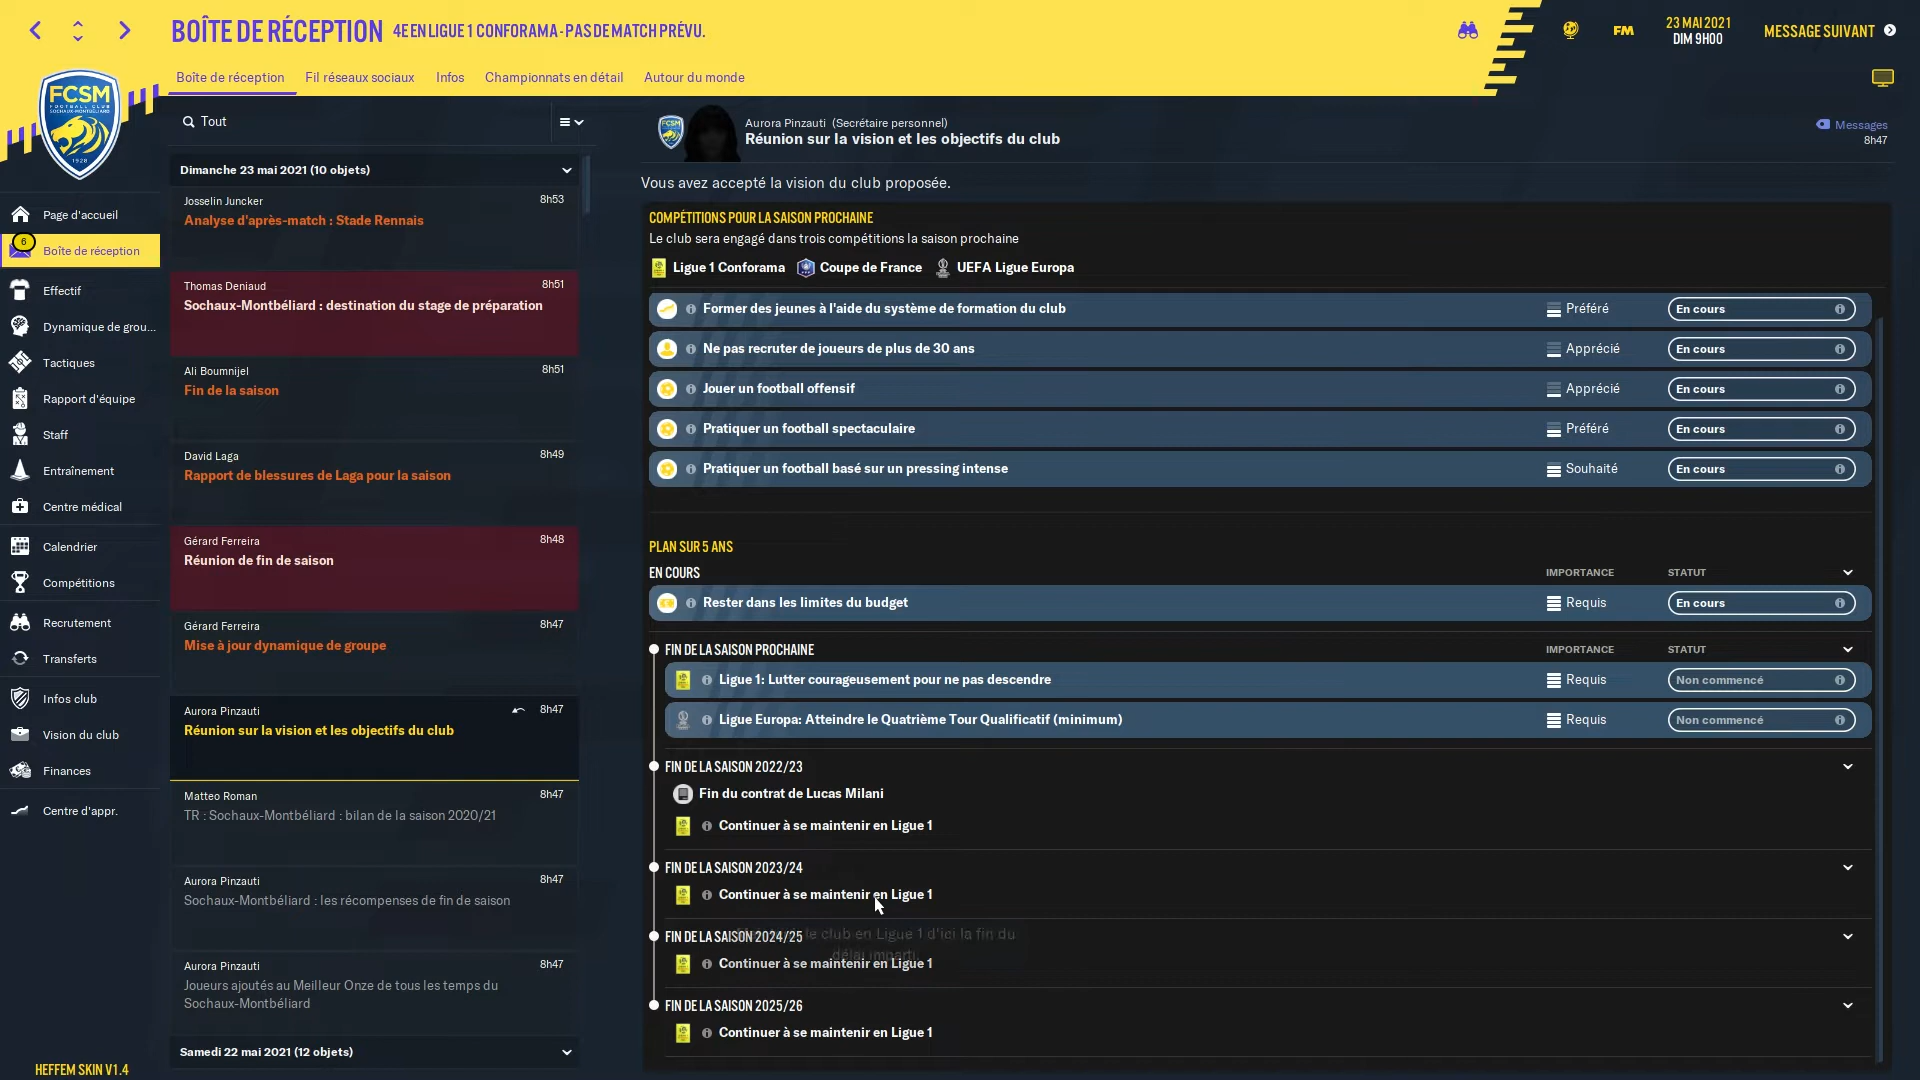 BOÎTE DE RÉCEPTION
4E EN LIGUE 1 CONFORAMA - PAS DE MATCH PRÉVU.
FM
23 MAI 2021
DIM 9H00
MESSAGE SUIVANT
Boîte de réception
Fil réseaux sociaux
Infos
Championnats en détail
Autour du monde
FCSM
FOOTBALL CLUB
SOCHAUX-MONTBÉLIARD
1928
Page d'accueil
6
Boîte de réception
Effectif
Dynamique de grou...
Tactiques
Rapport d'équipe
Staff
Entraînement
Centre médical
Calendrier
Compétitions
Recrutement
Transferts
Infos club
Vision du club
Finances
Centre d'appr.
HEFFEM SKIN V1.4
Tout
Dimanche 23 mai 2021 (10 objets)
Josselin Juncker 8h53
Analyse d'après-match : Stade Rennais
Thomas Deniaud 8h51
Sochaux-Montbéliard : destination du stage de préparation
Ali Boumnijel 8h51
Fin de la saison
David Laga 8h49
Rapport de blessures de Laga pour la saison
Gérard Ferreira 8h48
Réunion de fin de saison
Gérard Ferreira 8h47
Mise à jour dynamique de groupe
Aurora Pinzauti 8h47
Réunion sur la vision et les objectifs du club
Matteo Roman 8h47
TR : Sochaux-Montbéliard : bilan de la saison 2020/21
Aurora Pinzauti 8h47
Sochaux-Montbéliard : les récompenses de fin de saison
Aurora Pinzauti 8h47
Joueurs ajoutés au Meilleur Onze de tous les temps du
Sochaux-Montbéliard
Samedi 22 mai 2021 (12 objets)
FCSM
Aurora Pinzauti (Secrétaire personnel)
Réunion sur la vision et les objectifs du club
Messages
8h47
Vous avez accepté la vision du club proposée.
COMPÉTITIONS POUR LA SAISON PROCHAINE
Le club sera engagé dans trois compétitions la saison prochaine
Ligue 1 Conforama Coupe de France UEFA Ligue Europa
Former des jeunes à l'aide du système de formation du club Préféré En cours
Ne pas recruter de joueurs de plus de 30 ans Apprécié En cours
Jouer un football offensif Apprécié En cours
Pratiquer un football spectaculaire Préféré En cours
Pratiquer un football basé sur un pressing intense Souhaité En cours
PLAN SUR 5 ANS
EN COURS IMPORTANCE STATUT
Rester dans les limites du budget Requis En cours
FIN DE LA SAISON PROCHAINE IMPORTANCE STATUT
Ligue 1: Lutter courageusement pour ne pas descendre Requis Non commencé
Ligue Europa: Atteindre le Quatrième Tour Qualificatif (minimum) Requis Non commencé
FIN DE LA SAISON 2022/23
Fin du contrat de Lucas Milani
Continuer à se maintenir en Ligue 1
FIN DE LA SAISON 2023/24
Continuer à se maintenir en Ligue 1
FIN DE LA SAISON 2024/25
le club en Ligue 1 d'ici la fin du
délai imparti
Continuer à se maintenir en Ligue 1
FIN DE LA SAISON 2025/26
Continuer à se maintenir en Ligue 1